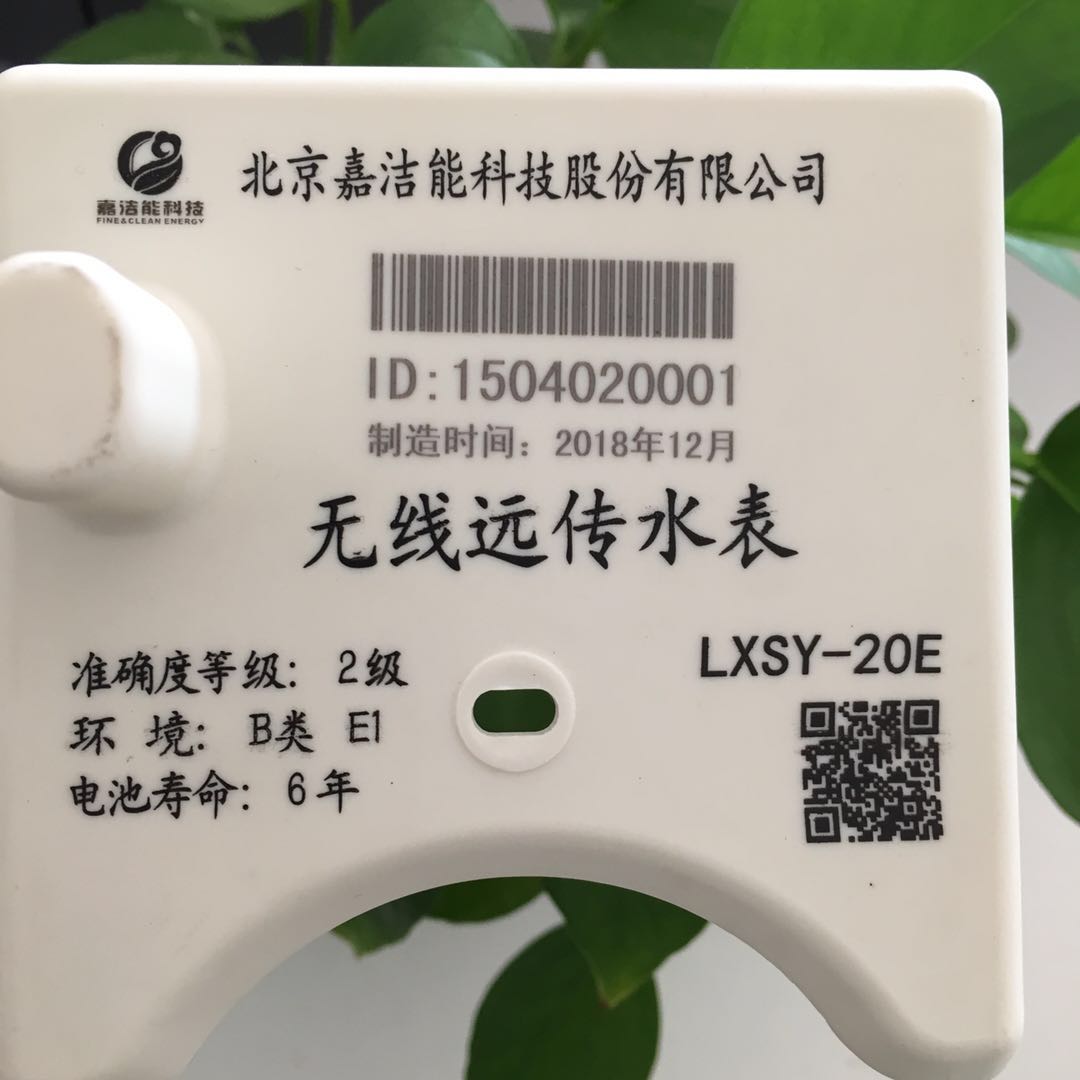 嘉洁能科技
FINE&CLEAN ENERGY
北京嘉洁能科技股份有限公司
ID:1504020001
制造时间：2018年12月
无线远传水表
准确度等级：2级
环 境：B类 E1
电池寿命：6年
LXSY-20E